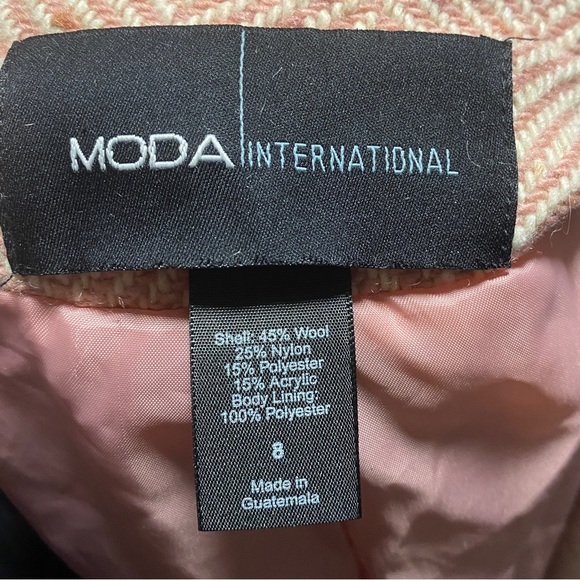 MODA INTERNATIONAL
Shell: 45% Wool
25% Nylon
15% Polyester
15% Acrylic
Body Lining:
100% Polyester
8
Made in
Guatemala